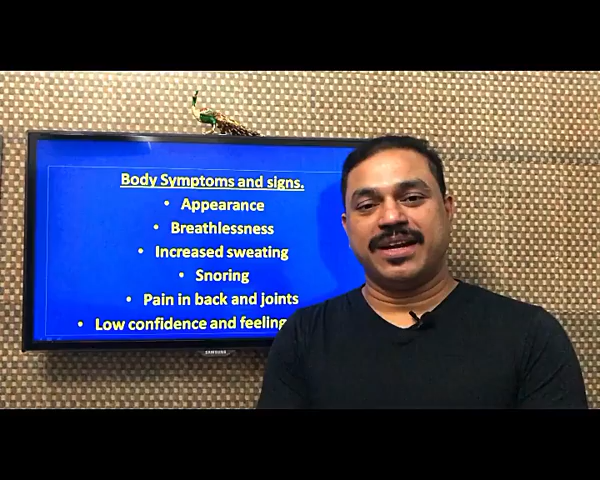 Body Symptoms and signs.
• Appearance
• Breathlessness
• Increased sweating
• Snoring
• Pain in back and joints
• Low confidence and feeling
SAMSUNG